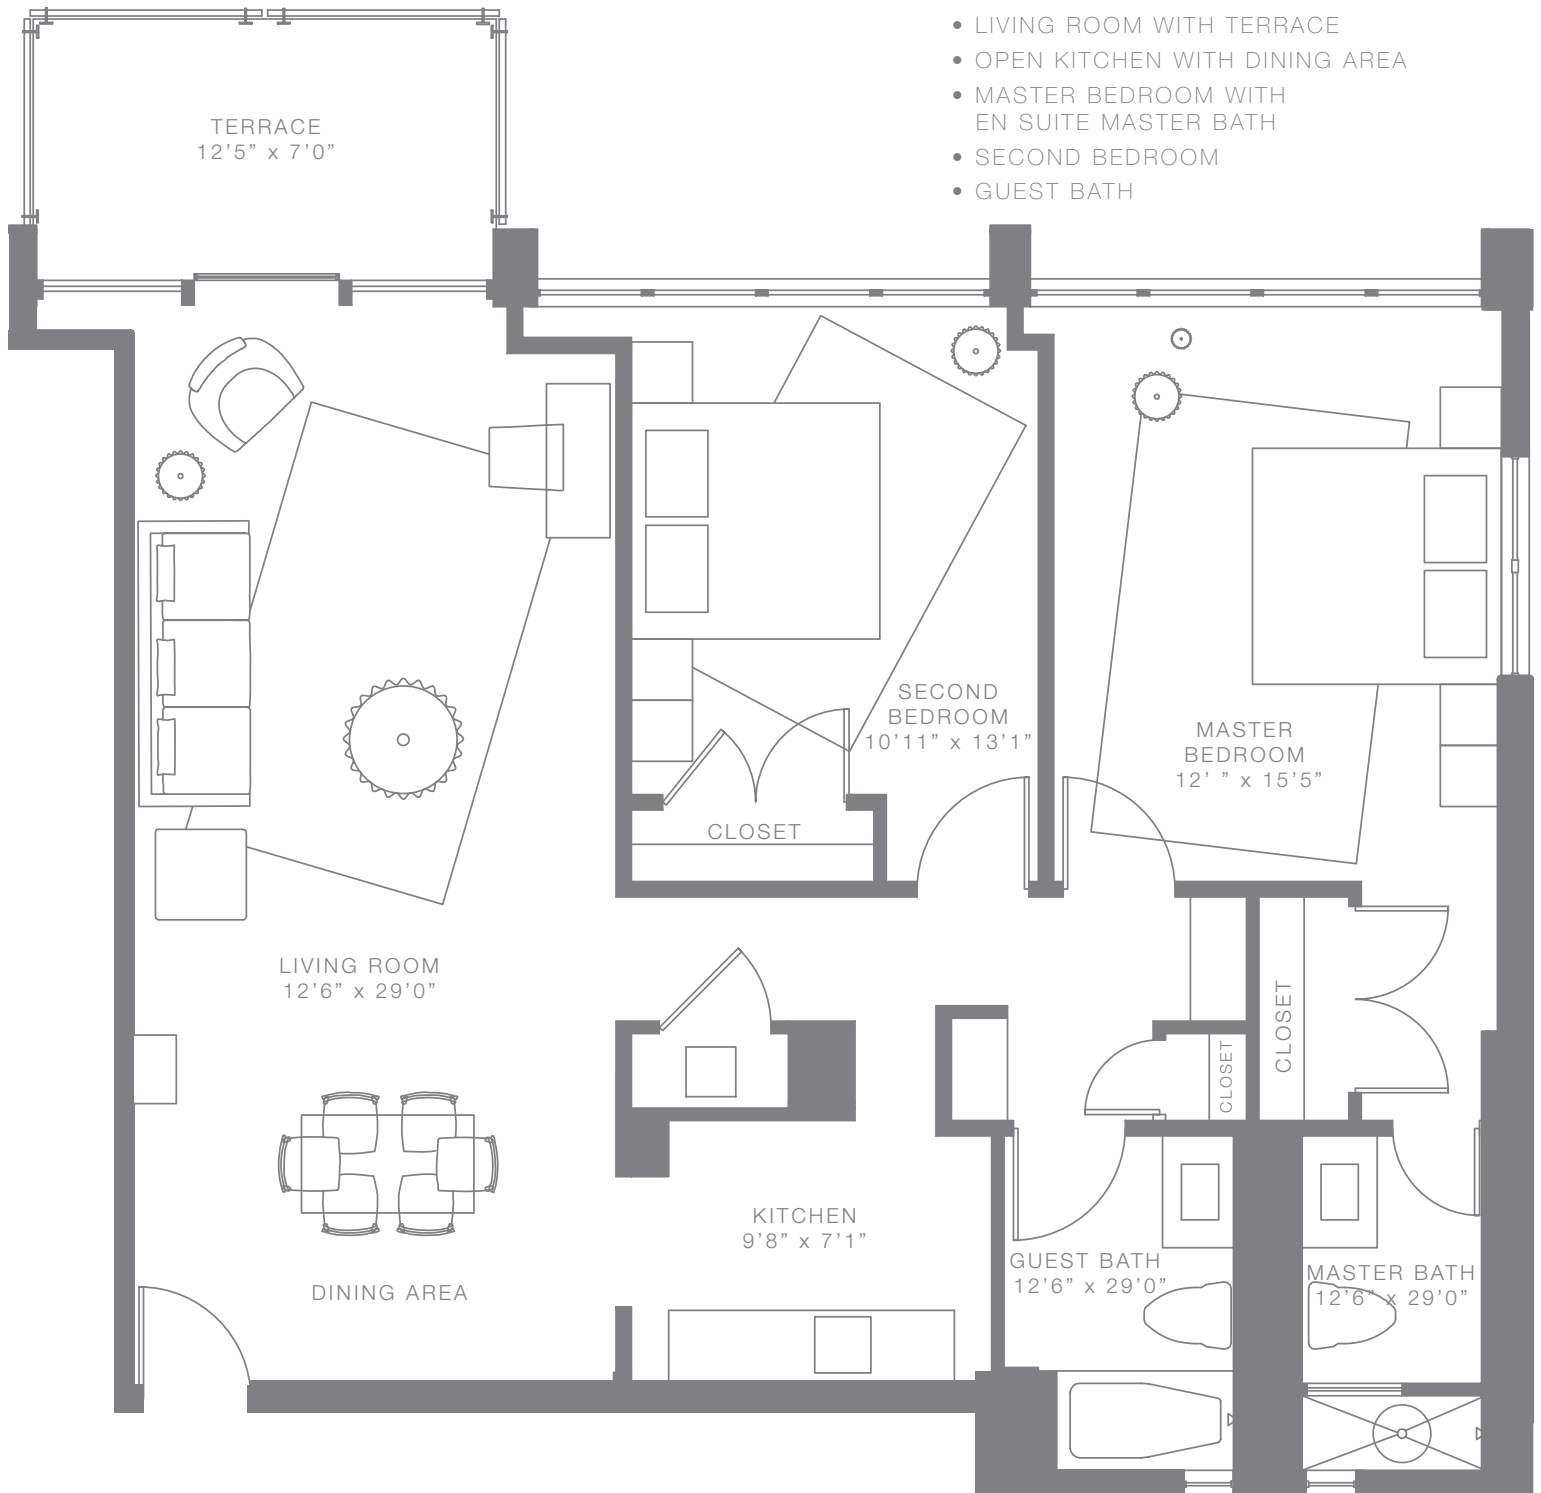 • LIVING ROOM WITH TERRACE
• OPEN KITCHEN WITH DINING AREA
• MASTER BEDROOM WITH
EN SUITE MASTER BATH
• SECOND BEDROOM
• GUEST BATH
TERRACE
12’5” x 7’0”
SECOND
BEDROOM
10’11” x 13’1”
MASTER
BEDROOM
12’ ” x 15’5”
CLOSET
LIVING ROOM
12’6” x 29’0”
CLOSET
CLOSET
KITCHEN
9’8” x 7’1”
GUEST BATH
12’6” x 29’0”
MASTER BATH
12’6” x 29’0”
DINING AREA